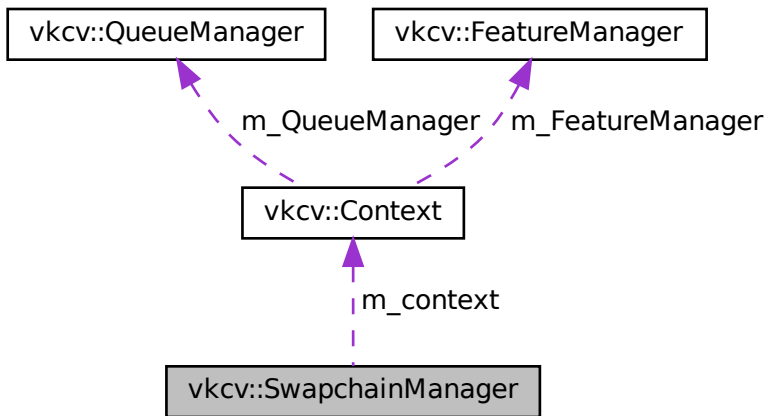 vkcv::QueueManager
vkcv::FeatureManager
m_QueueManager
m_FeatureManager
vkcv::Context
m_context
vkcv::SwapchainManager